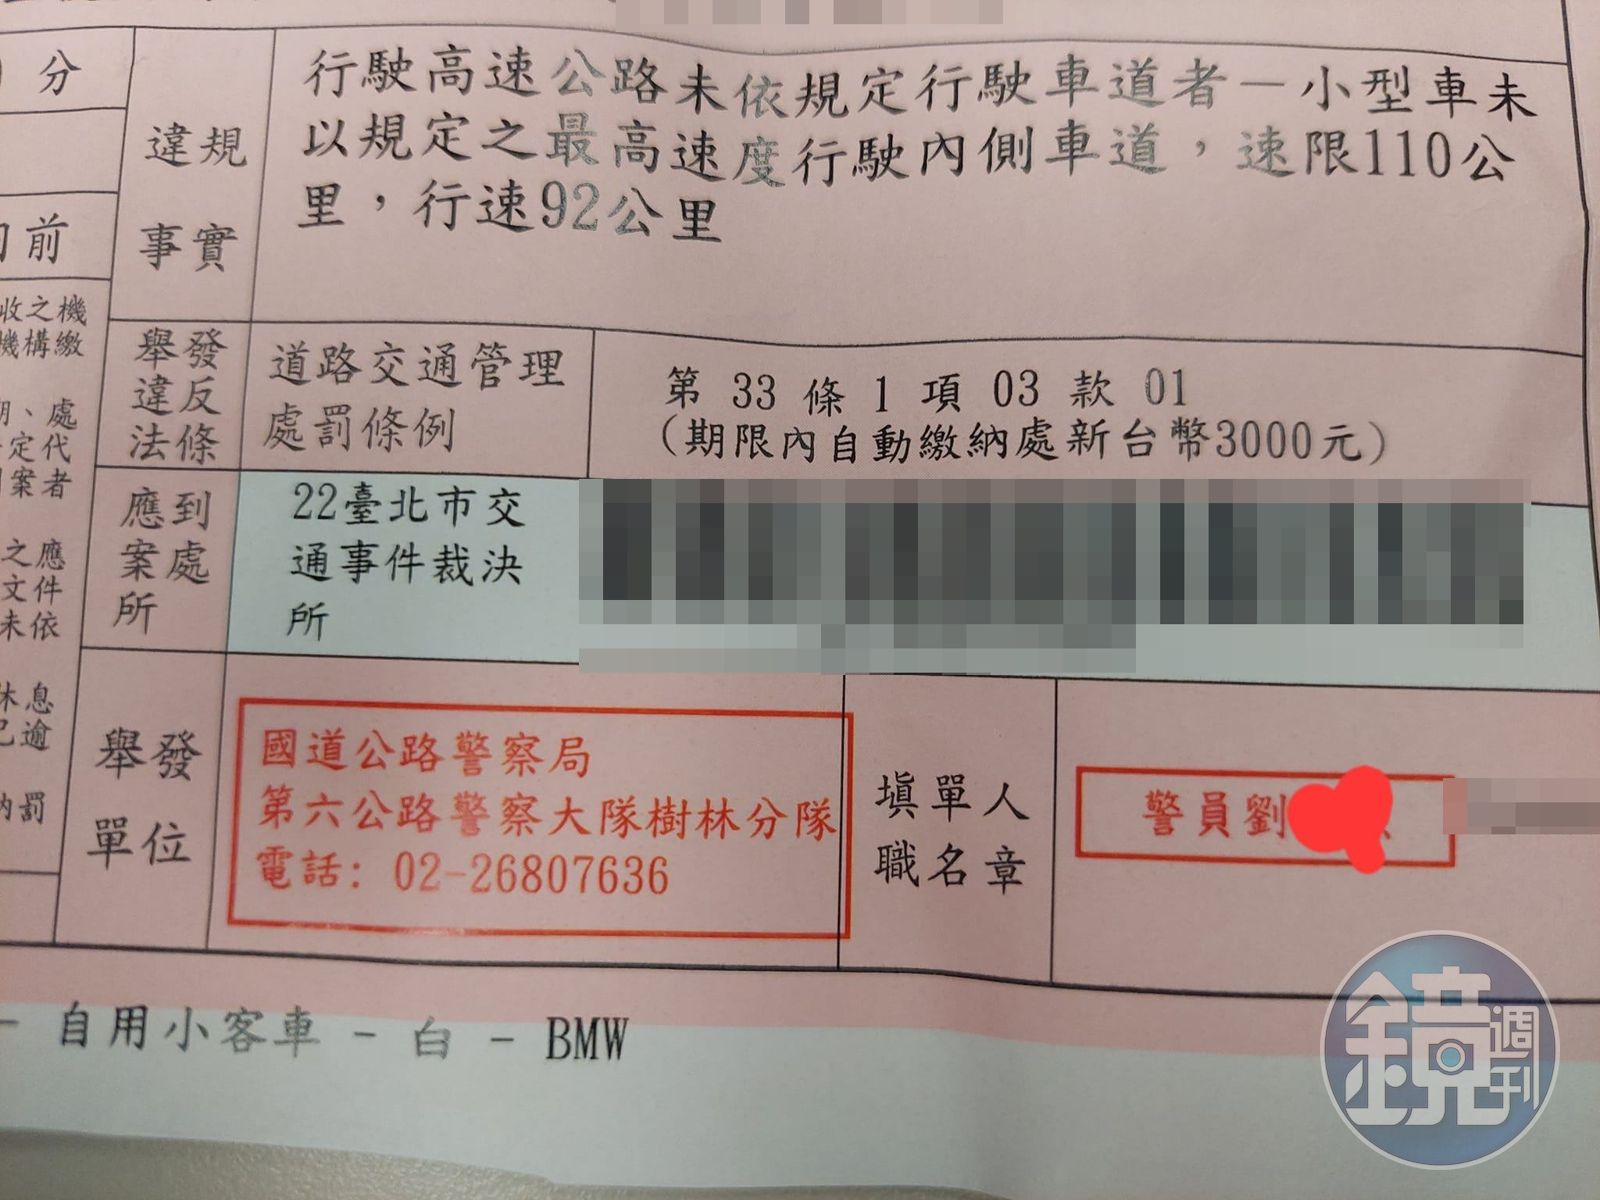 分
前
收之機
機構繳
、處
定代
案者
之應
文件
未依
休息
已逾
納罰
違規
事實
行駛高速公路未依規定行駛車道者－小型車未
以規定之最高速度行駛內側車道，速限110公
里，行速92公里
舉發
違反
法條
道路交通管理
處罰條例
第 33 條 1 項 03 款 01
(期限內自動繳納處新台幣3000元)
應到
案處
所
22臺北市交
通事件裁決
所
舉發
單位
國道公路警察局
第六公路警察大隊樹林分隊
電話: 02-26807636
填單人
職名章
警員劉
- 自用小客車 - 白 - BMW
鏡週刊